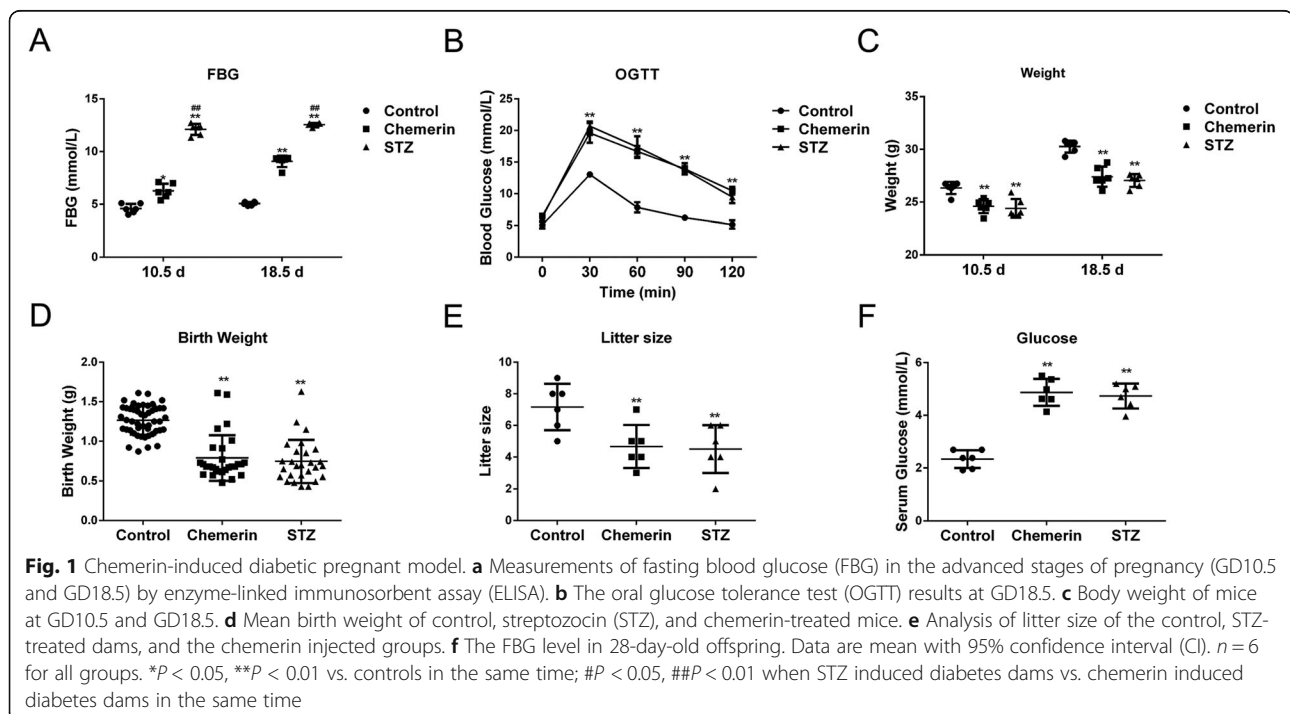 A
FBG
FBG (mmol/L)
15
10
5
0
##
**
*
##
**
**
10.5 d
18.5 d
Control
Chemerin
STZ
B
OGTT
Blood Glucose (mmol/L)
25
20
15
10
5
0
**
**
**
**
0
30
60
90
120
Time (min)
Control
Chemerin
STZ
C
Weight
Weight (g)
35
30
25
20
**
**
**
**
10.5 d
18.5 d
Control
Chemerin
STZ
D
Birth Weight
Birth Weight (g)
2.0
1.5
1.0
0.5
0.0
**
**
Control
Chemerin
STZ
E
Litter size
Litter size
10
8
6
4
2
0
**
**
Control
Chemerin
STZ
F
Glucose
Serum Glucose (mmol/L)
6
4
2
0
**
**
Control
Chemerin
STZ
Fig. 1 Chemerin-induced diabetic pregnant model. a Measurements of fasting blood glucose (FBG) in the advanced stages of pregnancy (GD10.5
and GD18.5) by enzyme-linked immunosorbent assay (ELISA). b The oral glucose tolerance test (OGTT) results at GD18.5. c Body weight of mice
at GD10.5 and GD18.5. d Mean birth weight of control, streptozocin (STZ), and chemerin-treated mice. e Analysis of litter size of the control, STZ-
treated dams, and the chemerin injected groups. f The FBG level in 28-day-old offspring. Data are mean with 95% confidence interval (CI). n = 6
for all groups. *P < 0.05, **P < 0.01 vs. controls in the same time; #P < 0.05, ##P < 0.01 when STZ induced diabetes dams vs. chemerin induced
diabetes dams in the same time